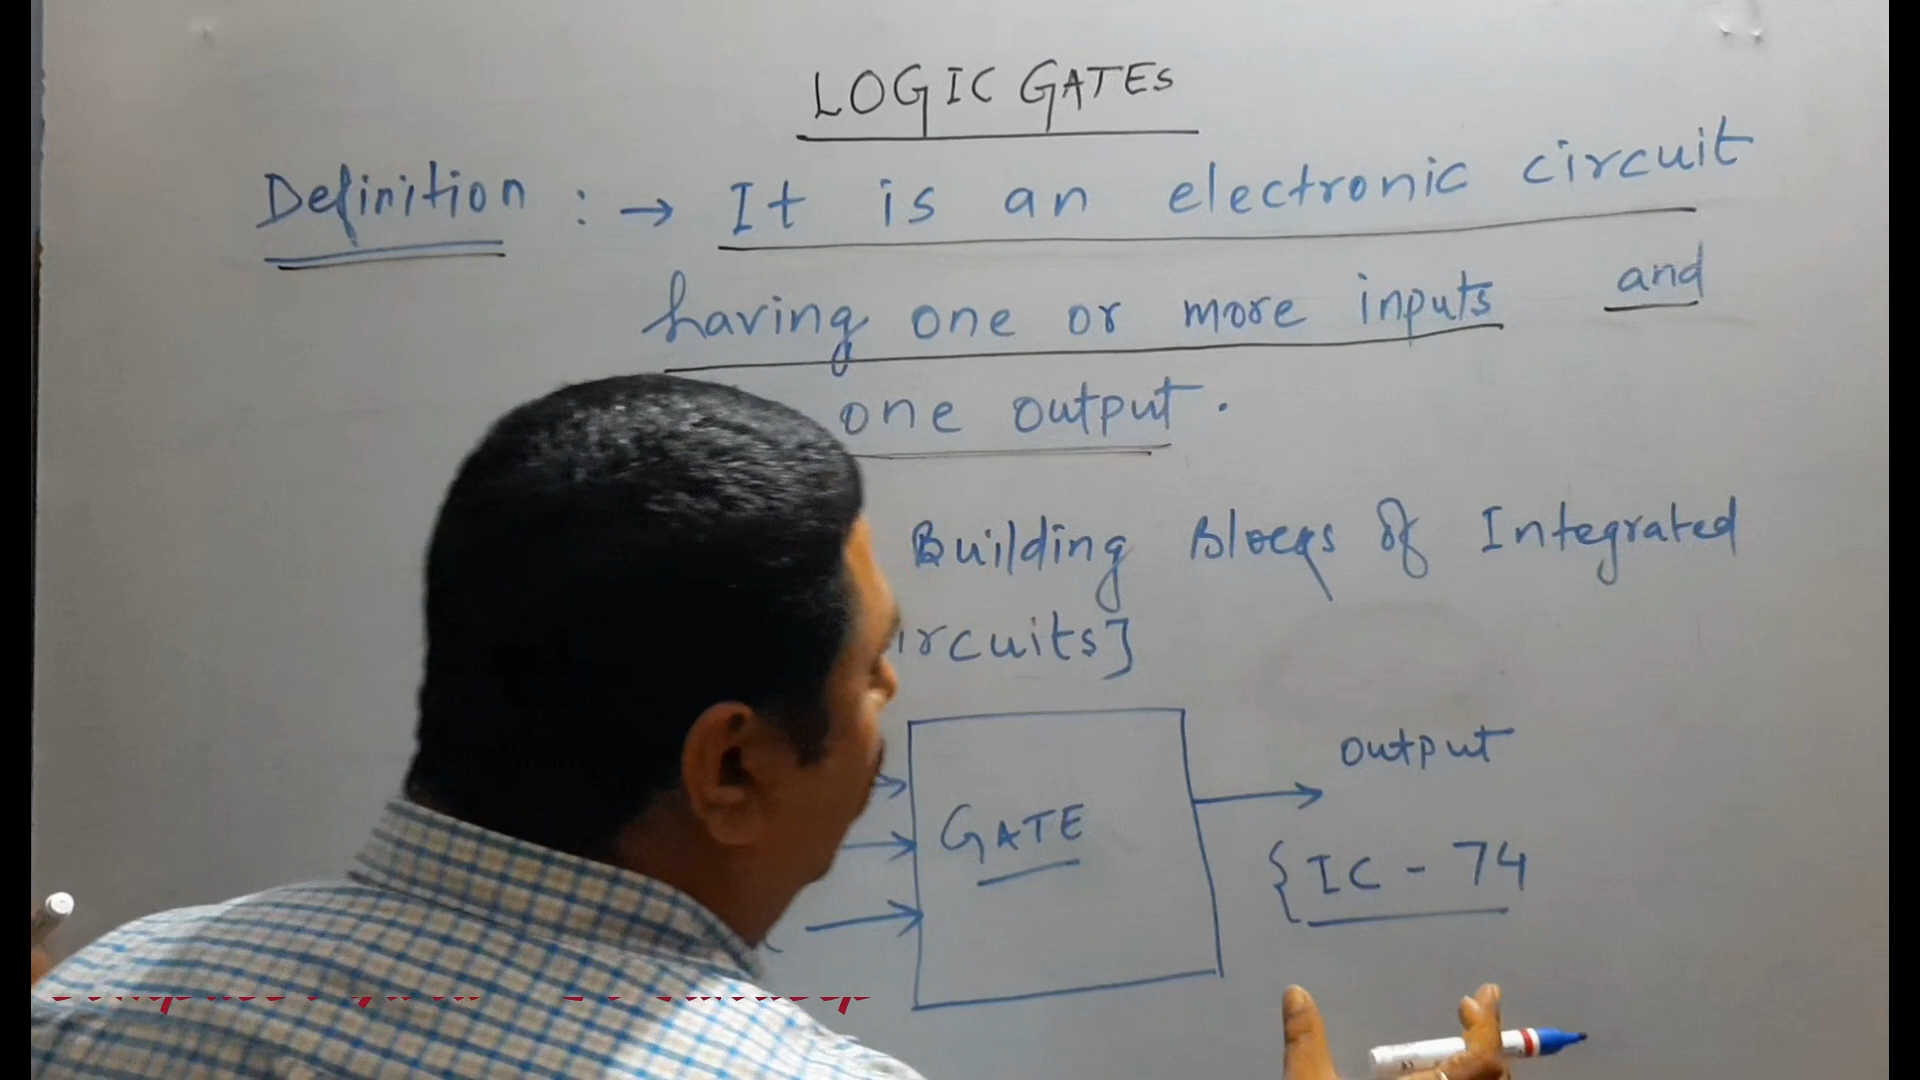 LOGIC GATES
Definition : → It is an electronic circuit
having one or more inputs and
one output.
Building Blocks of Integrated
ircuits]
output
GATE
{IC - 74